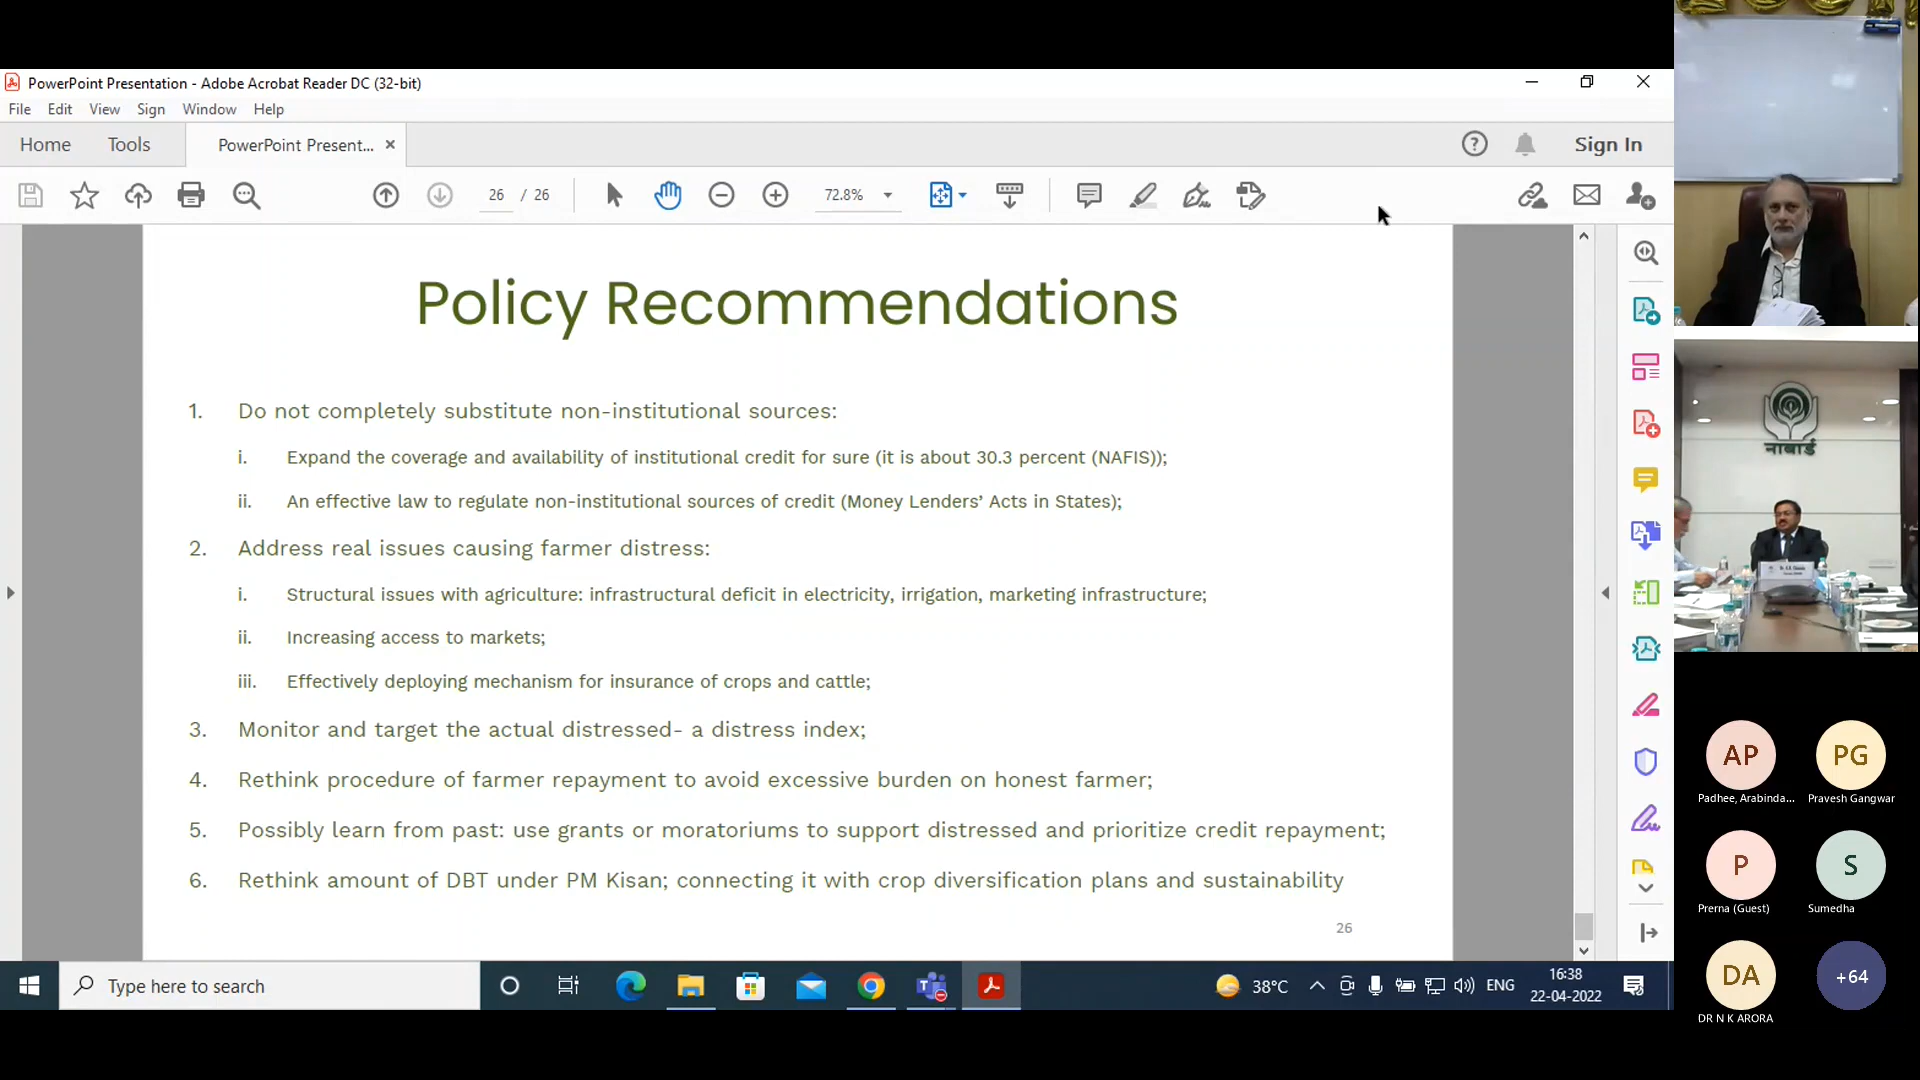 PowerPoint Presentation - Adobe Acrobat Reader DC (32-bit)
File Edit View Sign Window Help
Home Tools PowerPoint Present... Sign In
26 / 26 72.8%
Policy Recommendations
1. Do not completely substitute non-institutional sources:
i. Expand the coverage and availability of institutional credit for sure (it is about 30.3 percent (NAFIS));
ii. An effective law to regulate non-institutional sources of credit (Money Lenders’ Acts in States);
2. Address real issues causing farmer distress:
i. Structural issues with agriculture: infrastructural deficit in electricity, irrigation, marketing infrastructure;
ii. Increasing access to markets;
iii. Effectively deploying mechanism for insurance of crops and cattle;
3. Monitor and target the actual distressed- a distress index;
4. Rethink procedure of farmer repayment to avoid excessive burden on honest farmer;
5. Possibly learn from past: use grants or moratoriums to support distressed and prioritize credit repayment;
6. Rethink amount of DBT under PM Kisan; connecting it with crop diversification plans and sustainability
26
Type here to search
38°C ENG 16:38
22-04-2022
नाबार्ड
AP PG
Padhee, Arabinda... Pravesh Gangwar
P S
Prerna (Guest) Sumedha
DA +64
DR N K ARORA